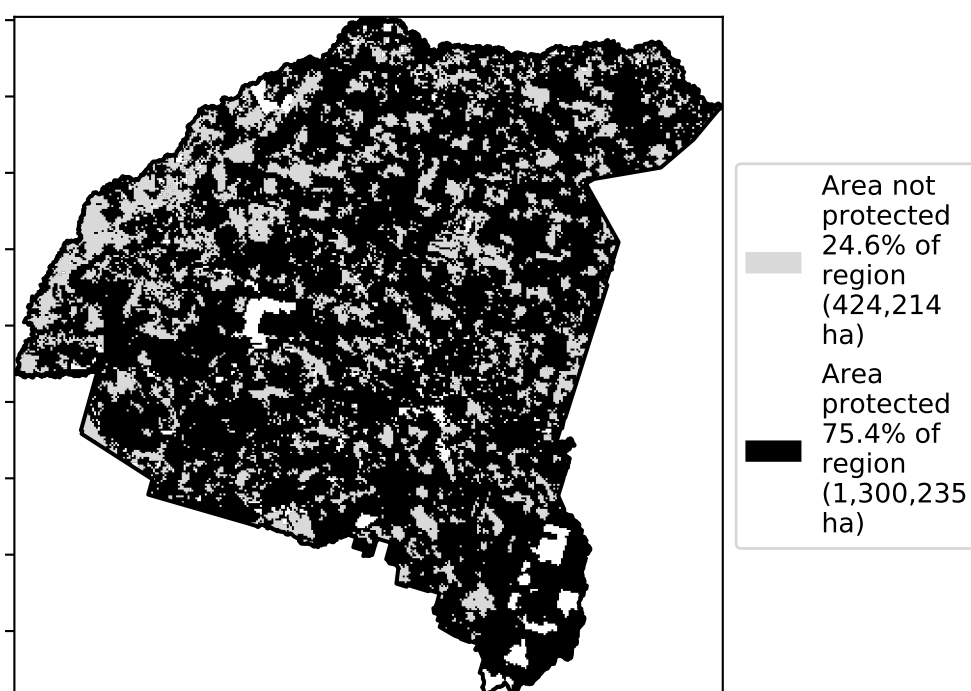 Area not
protected
24.6% of
region
(424,214
ha)
Area
protected
75.4% of
region
(1,300,235
ha)